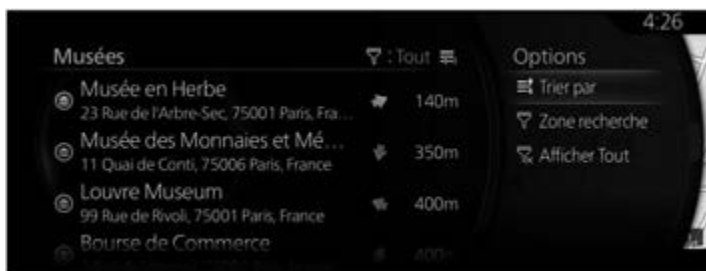 4:26
Musées
: Tout
Musée en Herbe
23 Rue de l'Arbre-Sec, 75001 Paris, Fra...
140m
Musée des Monnaies et Mé...
11 Quai de Conti, 75006 Paris, France
350m
Louvre Museum
99 Rue de Rivoli, 75001 Paris, France
400m
Bourse de Commerce
400m
Options
Trier par
Zone recherche
Afficher Tout